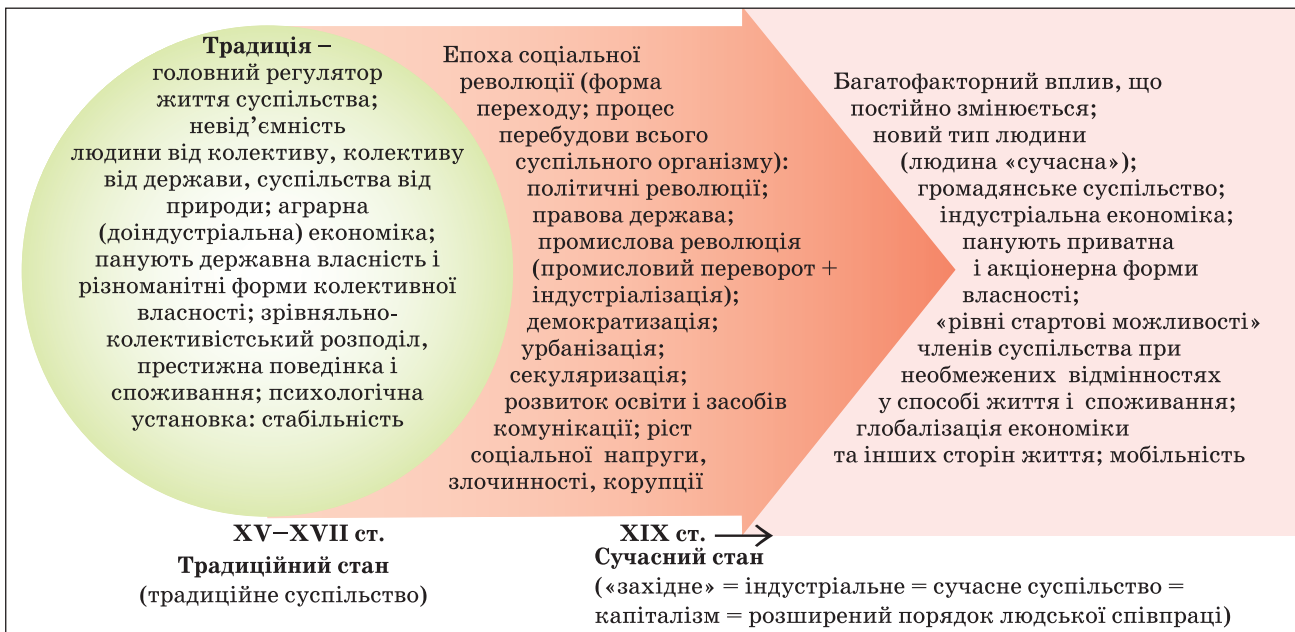 Традиція –
головний регулятор
життя суспільства;
невід’ємність
людини від колективу, колективу
від держави, суспільства від
природи; аграрна
(доіндустріальна) економіка;
панують державна власність і
різноманітні форми колективної
власності; зрівняльно-
колективістський розподіл,
престижна поведінка і
споживання; психологічна
установка: стабільність
Епоха соціальної
революції (форма
переходу; процес
перебудови всього
суспільного організму):
політичні революції;
правова держава;
промислова революція
(промисловий переворот +
індустріалізація);
демократизація;
урбанізація;
секуляризація;
розвиток освіти і засобів
комунікації; ріст
соціальної напруги,
злочинності, корупції
Багатофакторний вплив, що
постійно змінюється;
новий тип людини
(людина «сучасна»);
громадянське суспільство;
індустріальна економіка;
панують приватна
і акціонерна форми
власності;
«рівні стартові можливості»
членів суспільства при
необмежених відмінностях
у способі життя і споживання;
глобалізація економіки
та інших сторін життя; мобільність
XV–XVII ст.
Традиційний стан
(традиційне суспільство)
XIX ст. →
Сучасний стан
(«західне» = індустріальне = сучасне суспільство =
капіталізм = розширений порядок людської співпраці)